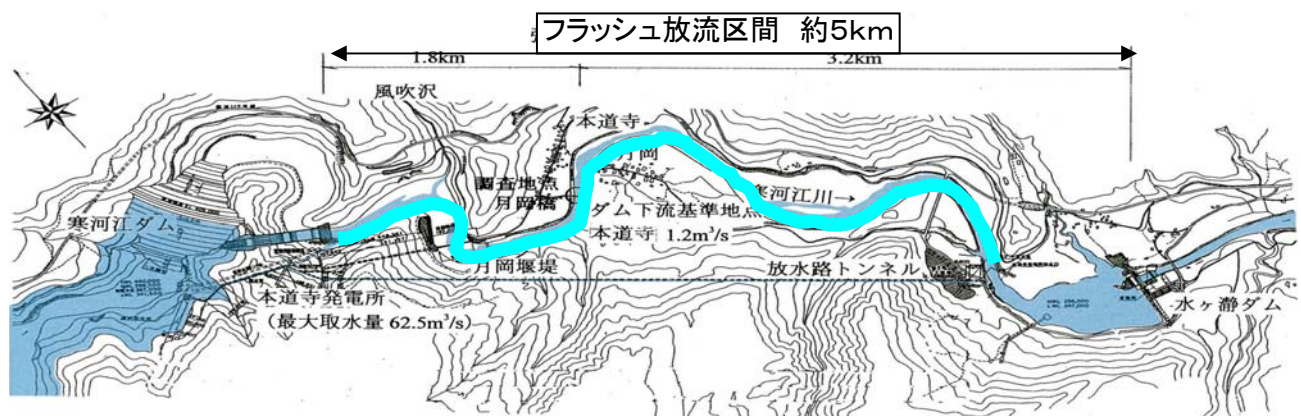 フラッシュ放流区間 約5km
1.8km
3.2km
風吹沢
本道寺
月岡
調査地点
月岡橋
寒河江川→
寒河江ダム
ダム下流基準地点
本道寺 1.2m³/s
月岡堰堤
放水路トンネル
本道寺発電所
(最大取水量 62.5m³/s)
水ヶ瀞ダム